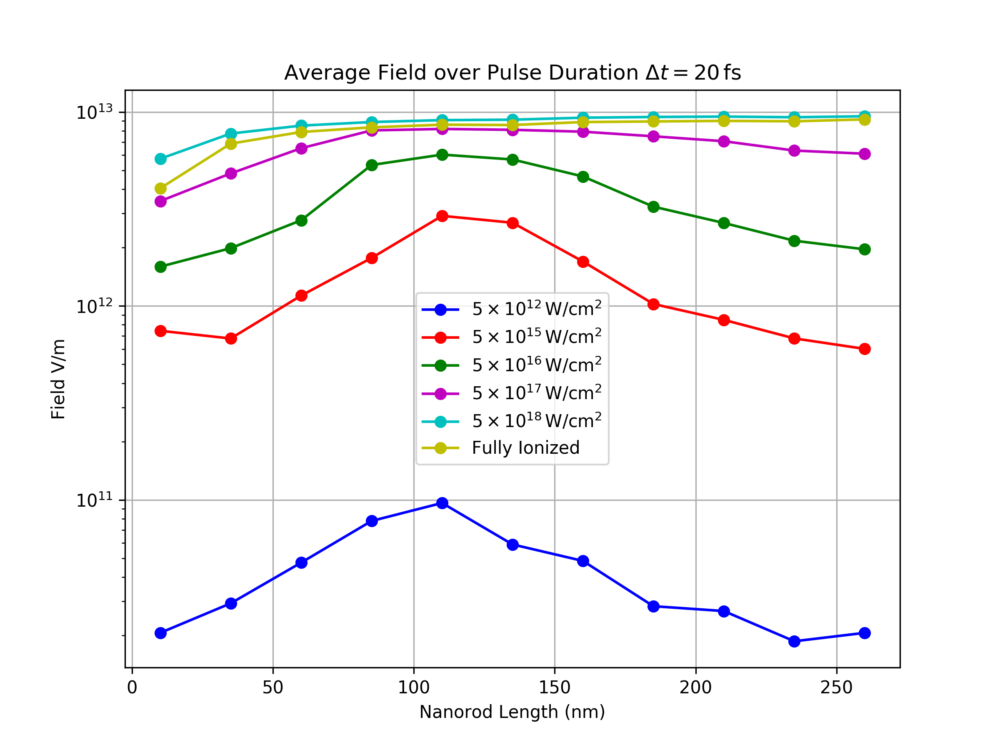 Average Field over Pulse Duration Δt = 20 fs
10¹³
10¹²
10¹¹
Field V/m
5 × 10¹² W/cm²
5 × 10¹⁵ W/cm²
5 × 10¹⁶ W/cm²
5 × 10¹⁷ W/cm²
5 × 10¹⁸ W/cm²
Fully Ionized
0 50 100 150 200 250
Nanorod Length (nm)